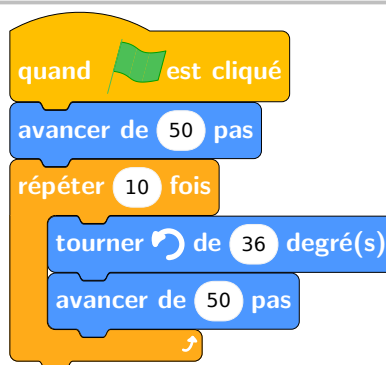 quand est cliqué
avancer de 50 pas
répéter 10 fois
tourner de 36 degré(s)
avancer de 50 pas